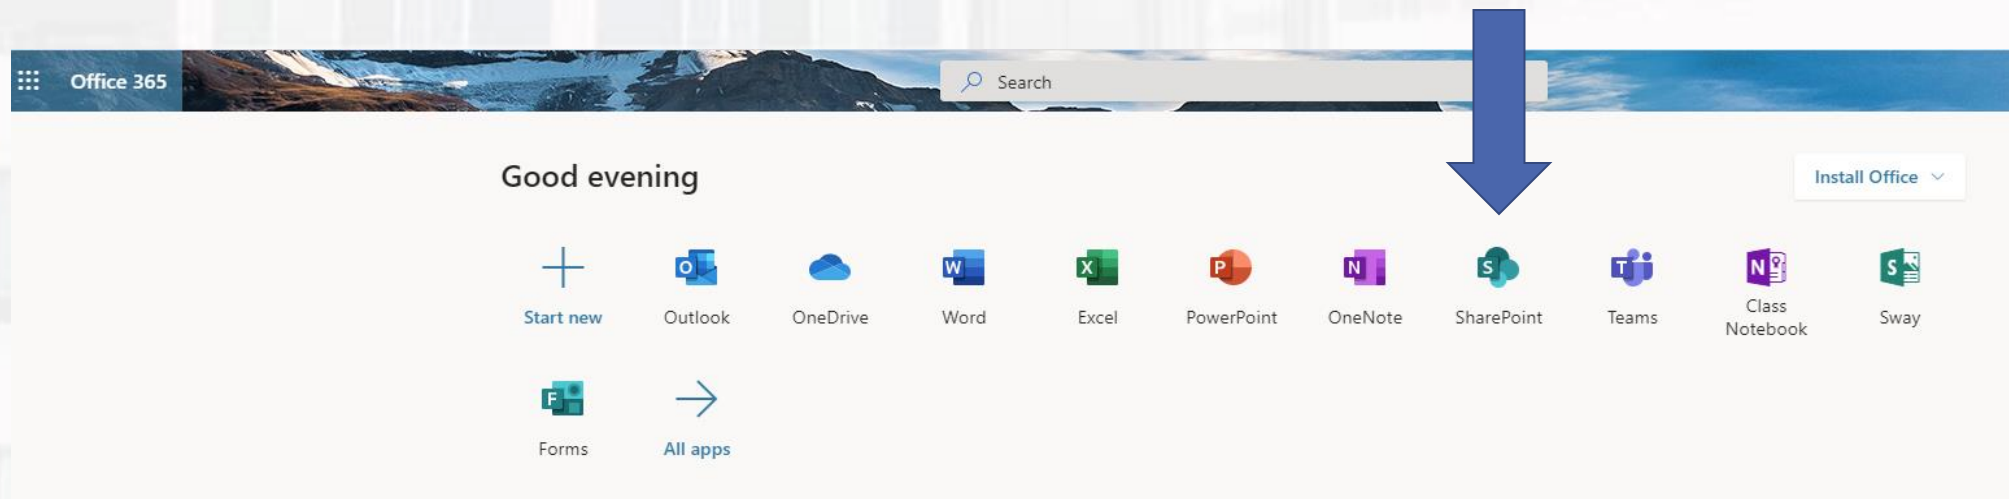 Office 365
Search
Good evening
Install Office
Start new
Outlook
OneDrive
Word
Excel
PowerPoint
OneNote
SharePoint
Teams
Class
Notebook
Sway
Forms
All apps